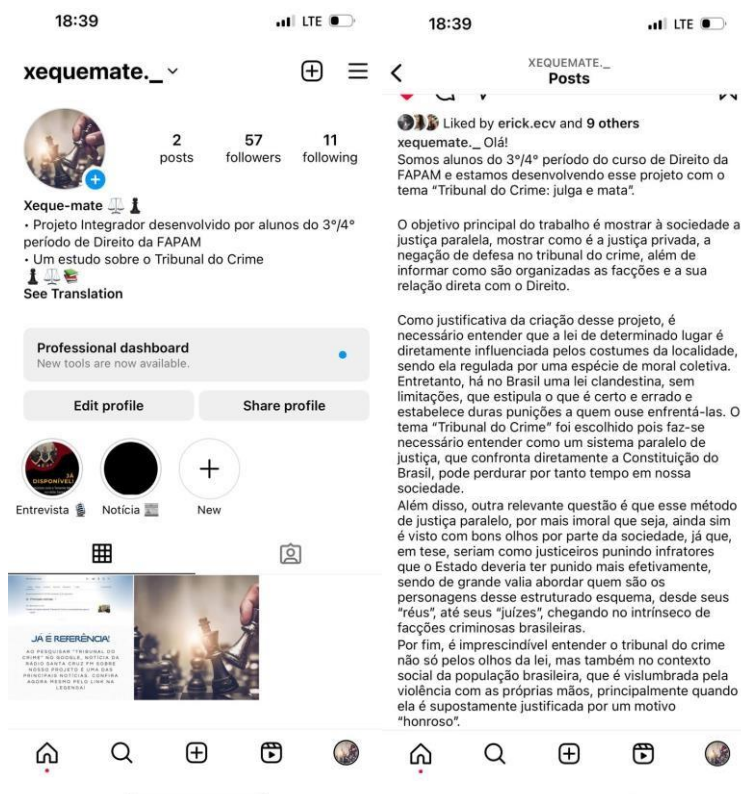 18:39
LTE
xequemate._
2
posts
57
followers
11
following
Xeque-mate
• Projeto Integrador desenvolvido por alunos do 3°/4°
período de Direito da FAPAM
• Um estudo sobre o Tribunal do Crime
See Translation
Professional dashboard
New tools are now available.
Edit profile
Share profile
JÁ
DISPONÍVEL!
Entrevista
Notícia
New
JÁ É REFERÊNCIA!
AO PESQUISAR "TRIBUNAL DO
CRIME" NO GOOGLE, NOTÍCIA DA
RÁDIO SANTA CRUZ FM SOBRE
NOSSO PROJETO É UMA DAS
PRINCIPAIS NOTÍCIAS. CONFIRA
AGORA MESMO PELO LINK NA
LEGENDA!
18:39
LTE
XEQUEMATE._
Posts
Liked by erick.ecv and 9 others
xequemate._ Olá!
Somos alunos do 3°/4° período do curso de Direito da
FAPAM e estamos desenvolvendo esse projeto com o
tema “Tribunal do Crime: julga e mata”.
O objetivo principal do trabalho é mostrar à sociedade a
justiça paralela, mostrar como é a justiça privada, a
negação de defesa no tribunal do crime, além de
informar como são organizadas as facções e a sua
relação direta com o Direito.
Como justificativa da criação desse projeto, é
necessário entender que a lei de determinado lugar é
diretamente influenciada pelos costumes da localidade,
sendo ela regulada por uma espécie de moral coletiva.
Entretanto, há no Brasil uma lei clandestina, sem
limitações, que estipula o que é certo e errado e
estabelece duras punições a quem ouse enfrentá-las. O
tema “Tribunal do Crime” foi escolhido pois faz-se
necessário entender como um sistema paralelo de
justiça, que confronta diretamente a Constituição do
Brasil, pode perdurar por tanto tempo em nossa
sociedade.
Além disso, outra relevante questão é que esse método
de justiça paralelo, por mais imoral que seja, ainda sim
é visto com bons olhos por parte da sociedade, já que,
em tese, seriam como justiceiros punindo infratores
que o Estado deveria ter punido mais efetivamente,
sendo de grande valia abordar quem são os
personagens desse estruturado esquema, desde seus
“réus”, até seus “juízes”, chegando no intrínseco de
facções criminosas brasileiras.
Por fim, é imprescindível entender o tribunal do crime
não só pelos olhos da lei, mas também no contexto
social da população brasileira, que é vislumbrada pela
violência com as próprias mãos, principalmente quando
ela é supostamente justificada por um motivo
“honroso”.